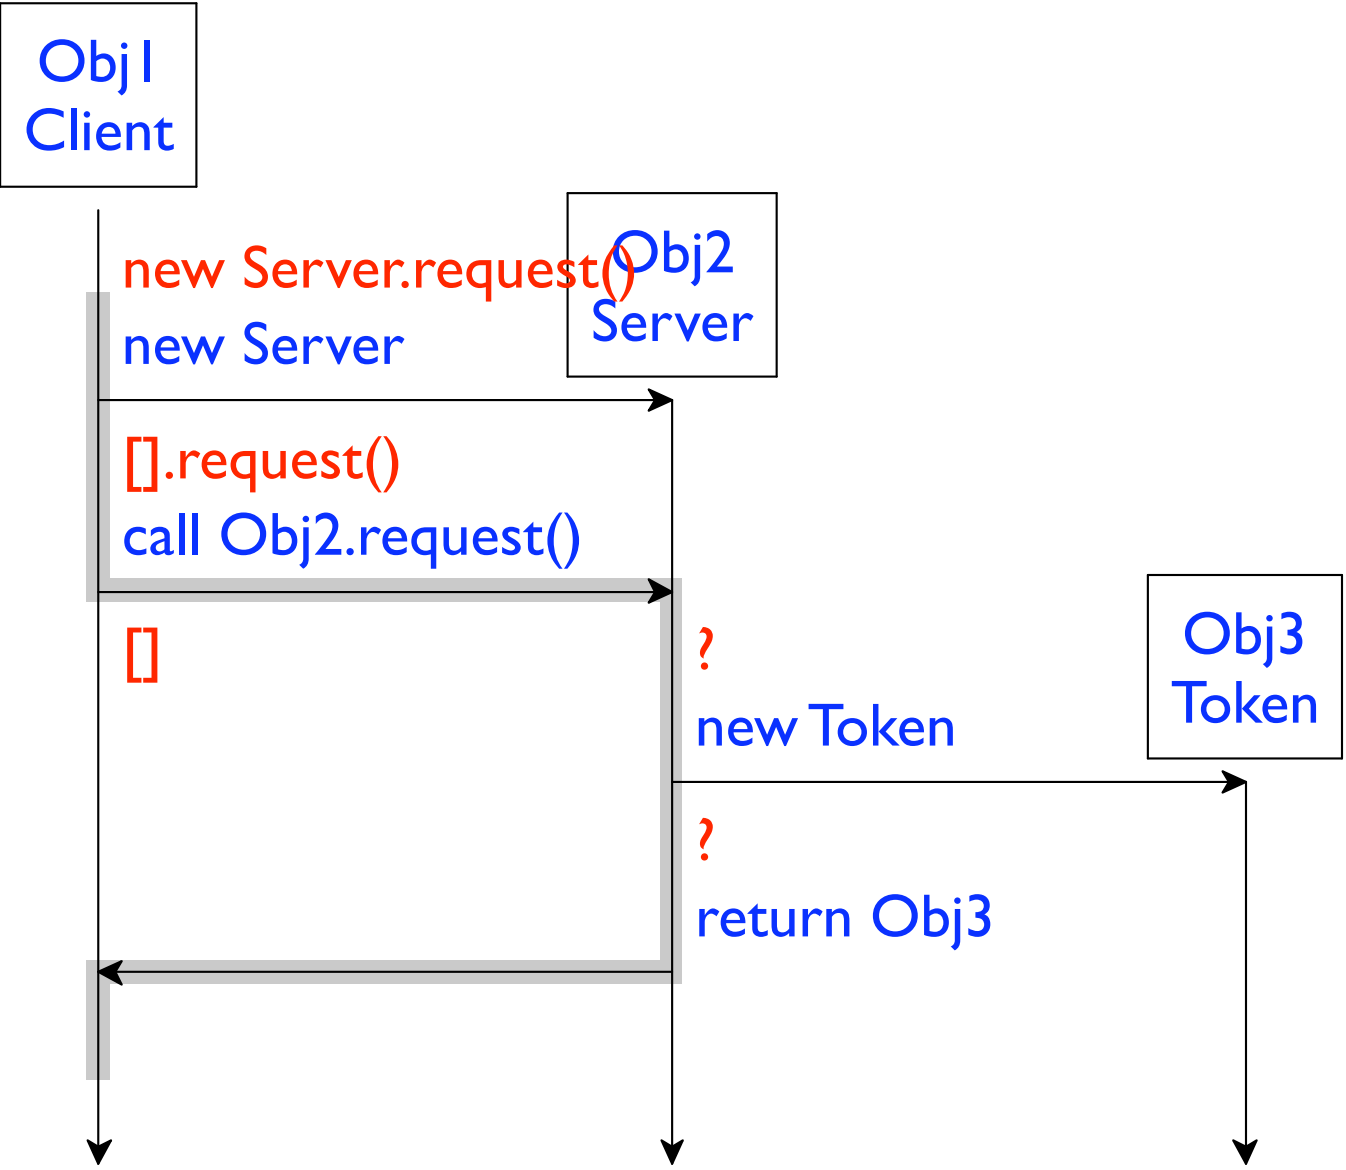 Obj1
Client
Obj2
Server
new Server.request()
new Server
[].request()
call Obj2.request()
[]
?
Obj3
Token
new Token
?
return Obj3